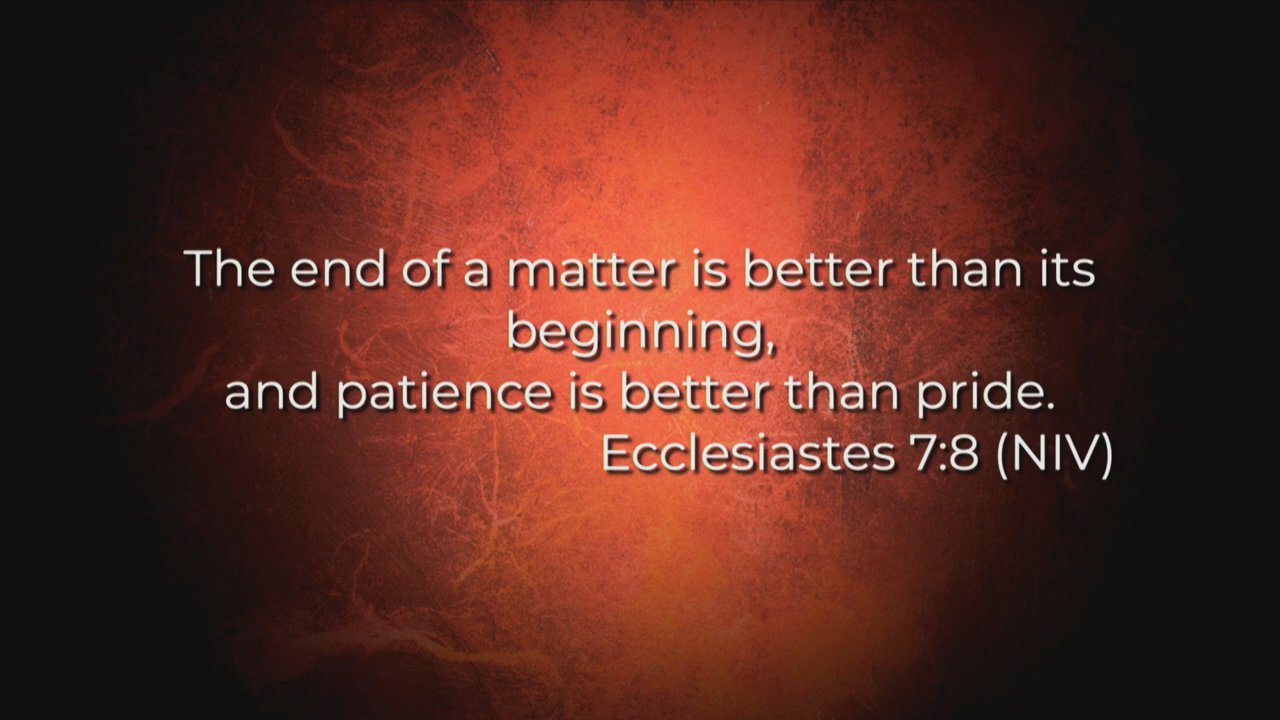 The end of a matter is better than its
beginning,
and patience is better than pride.
Ecclesiastes 7:8 (NIV)